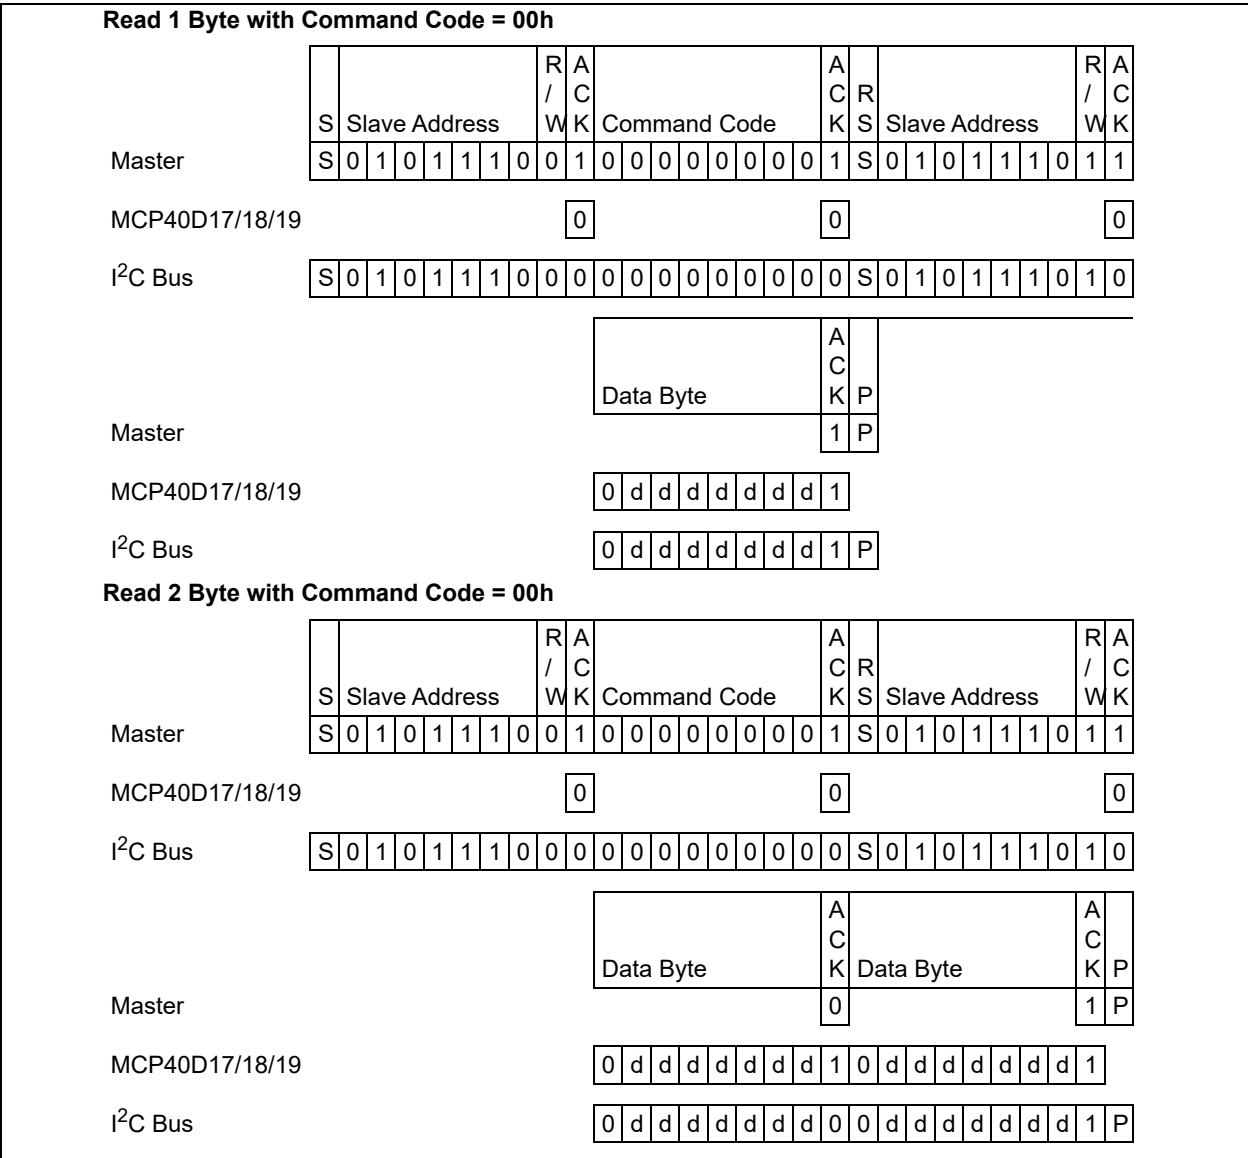 Read 1 Byte with Command Code = 00h
R A A R A
/ C C R / C
S Slave Address W K Command Code K S Slave Address W K
Master S 0 1 0 1 1 1 0 0 1 0 0 0 0 0 0 0 0 1 S 0 1 0 1 1 1 0 1 1
MCP40D17/18/19 0 0 0
I2C Bus S 0 1 0 1 1 1 0 0 0 0 0 0 0 0 0 0 0 0 S 0 1 0 1 1 1 0 1 0
A
C
Data Byte K P
Master 1 P
MCP40D17/18/19 0 d d d d d d d 1
I2C Bus 0 d d d d d d d 1 P
Read 2 Byte with Command Code = 00h
R A A R A
/ C C R / C
S Slave Address W K Command Code K S Slave Address W K
Master S 0 1 0 1 1 1 0 0 1 0 0 0 0 0 0 0 0 1 S 0 1 0 1 1 1 0 1 1
MCP40D17/18/19 0 0 0
I2C Bus S 0 1 0 1 1 1 0 0 0 0 0 0 0 0 0 0 0 0 S 0 1 0 1 1 1 0 1 0
A A
C C
Data Byte K Data Byte K P
Master 0 1 P
MCP40D17/18/19 0 d d d d d d d 1 0 d d d d d d d 1
I2C Bus 0 d d d d d d d 0 0 d d d d d d d 1 P